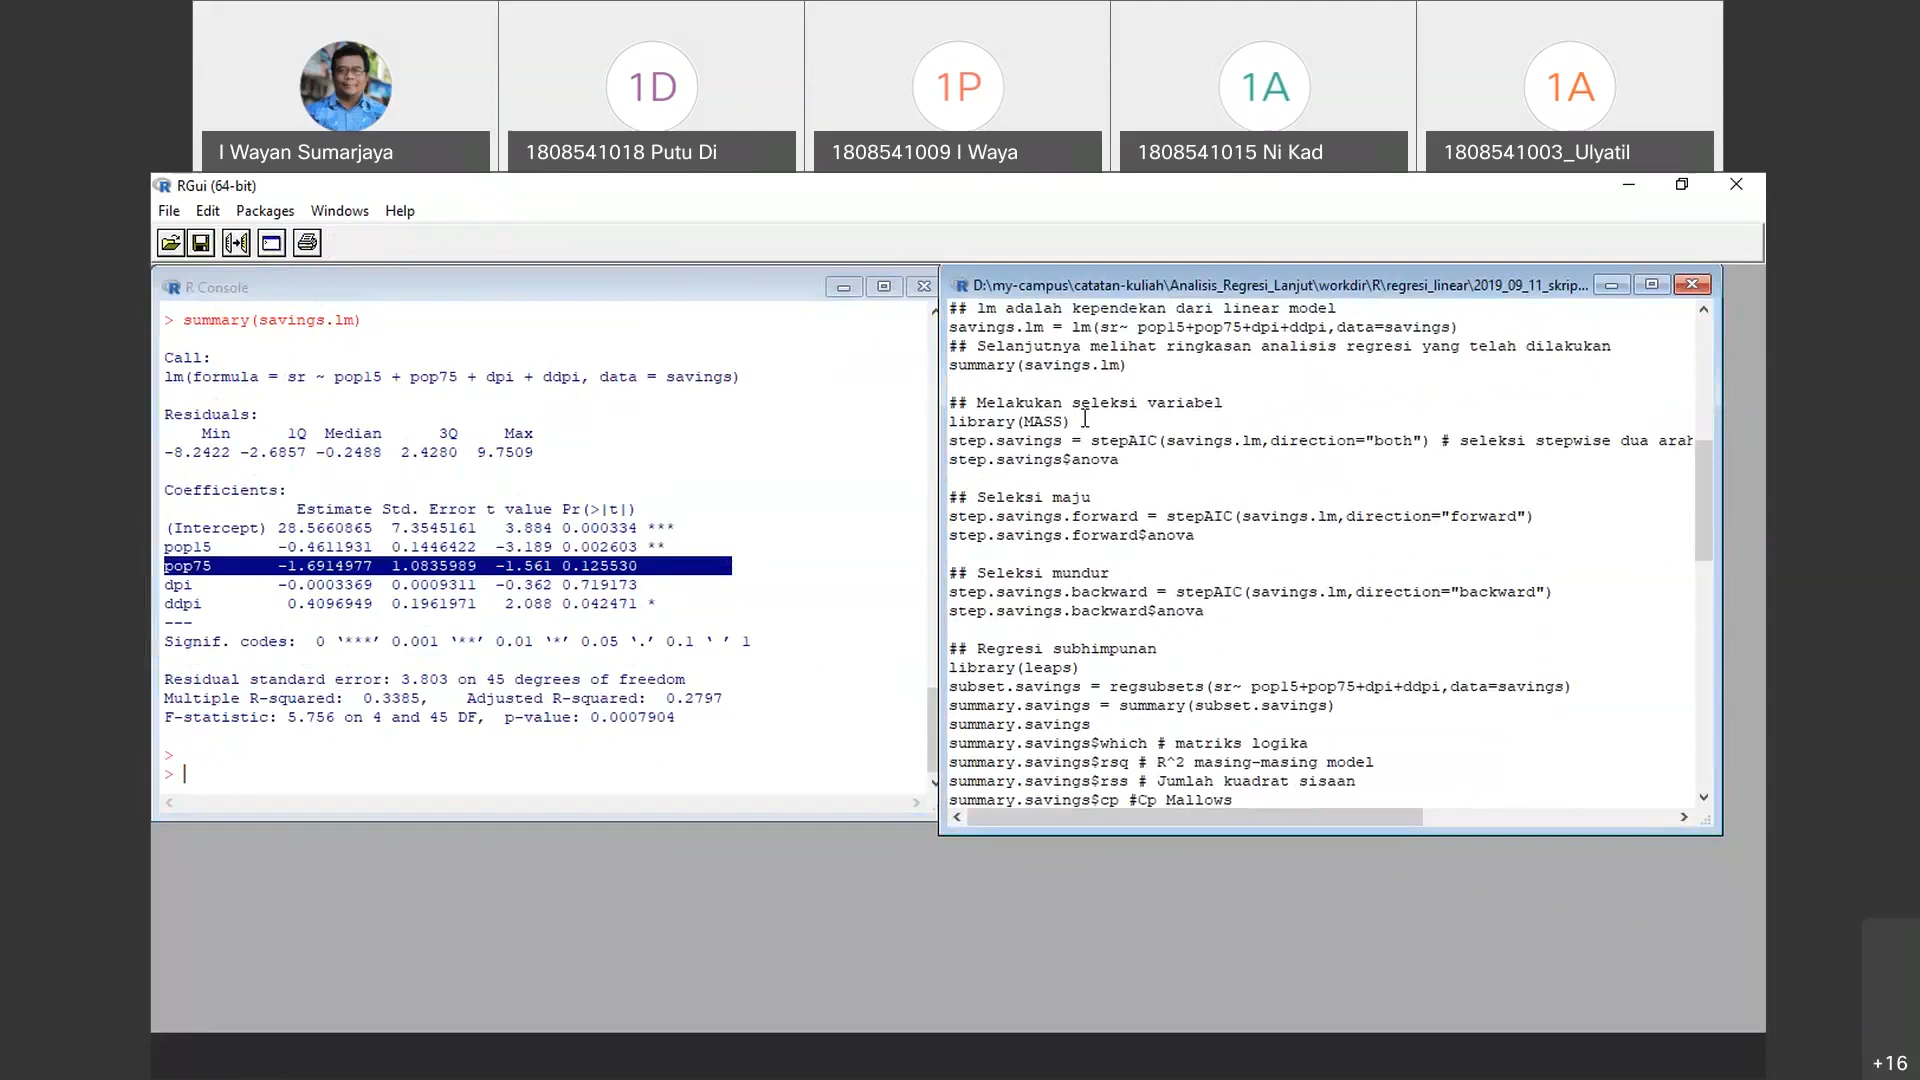 1D
1P
1A
1A
I Wayan Sumarjaya
1808541018 Putu Di
1808541009 I Waya
1808541015 Ni Kad
1808541003_Ulyatil
RGui (64-bit)
File Edit Packages Windows Help
R Console
> summary(savings.lm)
Call:
lm(formula = sr ~ pop15 + pop75 + dpi + ddpi, data = savings)
Residuals:
Min 1Q Median 3Q Max
-8.2422 -2.6857 -0.2488 2.4280 9.7509
Coefficients:
Estimate Std. Error t value Pr(>|t|)
(Intercept) 28.5660865 7.3545161 3.884 0.000334 ***
pop15 -0.4611931 0.1446422 -3.189 0.002603 **
pop75 -1.6914977 1.0835989 -1.561 0.125530
dpi -0.0003369 0.0009311 -0.362 0.719173
ddpi 0.4096949 0.1961971 2.088 0.042471 *
---
Signif. codes: 0 ‘***’ 0.001 ‘**’ 0.01 ‘*’ 0.05 ‘.’ 0.1 ‘ ’ 1
Residual standard error: 3.803 on 45 degrees of freedom
Multiple R-squared: 0.3385, Adjusted R-squared: 0.2797
F-statistic: 5.756 on 4 and 45 DF, p-value: 0.0007904
>
>
D:\my-campus\catatan-kuliah\Analisis_Regresi_Lanjut\workdir\R\regresi_linear\2019_09_11_skrip...
## lm adalah kependekan dari linear model
savings.lm = lm(sr~ pop15+pop75+dpi+ddpi,data=savings)
## Selanjutnya melihat ringkasan analisis regresi yang telah dilakukan
summary(savings.lm)
## Melakukan seleksi variabel
library(MASS)
step.savings = stepAIC(savings.lm,direction="both") # seleksi stepwise dua arah
step.savings$anova
## Seleksi maju
step.savings.forward = stepAIC(savings.lm,direction="forward")
step.savings.forward$anova
## Seleksi mundur
step.savings.backward = stepAIC(savings.lm,direction="backward")
step.savings.backward$anova
## Regresi subhimpunan
library(leaps)
subset.savings = regsubsets(sr~ pop15+pop75+dpi+ddpi,data=savings)
summary.savings = summary(subset.savings)
summary.savings
summary.savings$which # matriks logika
summary.savings$rsq # R^2 masing-masing model
summary.savings$rss # Jumlah kuadrat sisaan
summary.savings$cp #Cp Mallows
+16